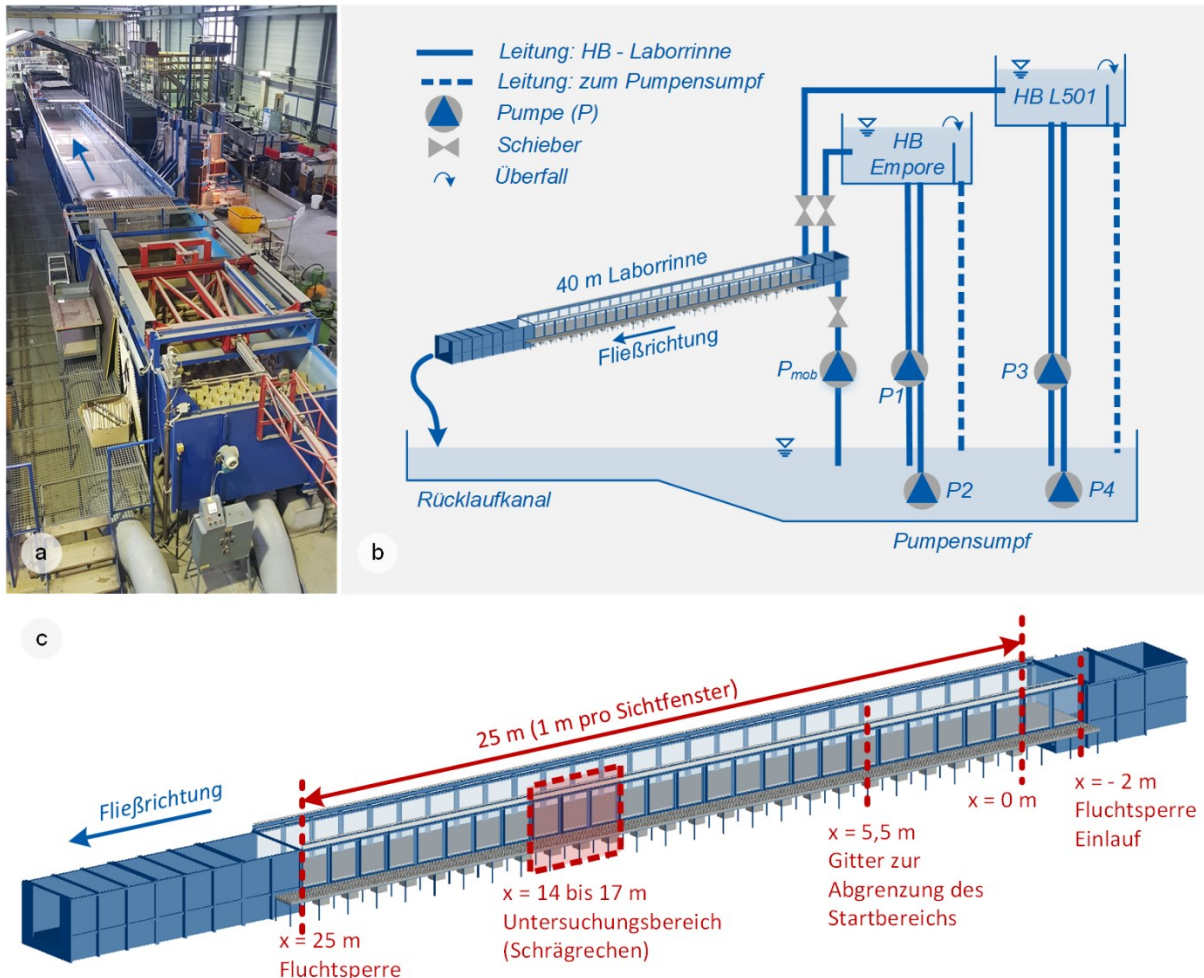 a
Leitung: HB - Laborrinne
Leitung: zum Pumpensumpf
Pumpe (P)
Schieber
Überfall
HB L501
HB
Empore
40 m Laborrinne
Fließrichtung
Pmob
P1
P3
P2
P4
Rücklaufkanal
Pumpensumpf
b
c
25 m (1 m pro Sichtfenster)
Fließrichtung
x = 0 m
x = - 2 m
Fluchtsperre
Einlauf
x = 5,5 m
Gitter zur
Abgrenzung des
Startbereichs
x = 14 bis 17 m
Untersuchungsbereich
(Schrägrechen)
x = 25 m
Fluchtsperre